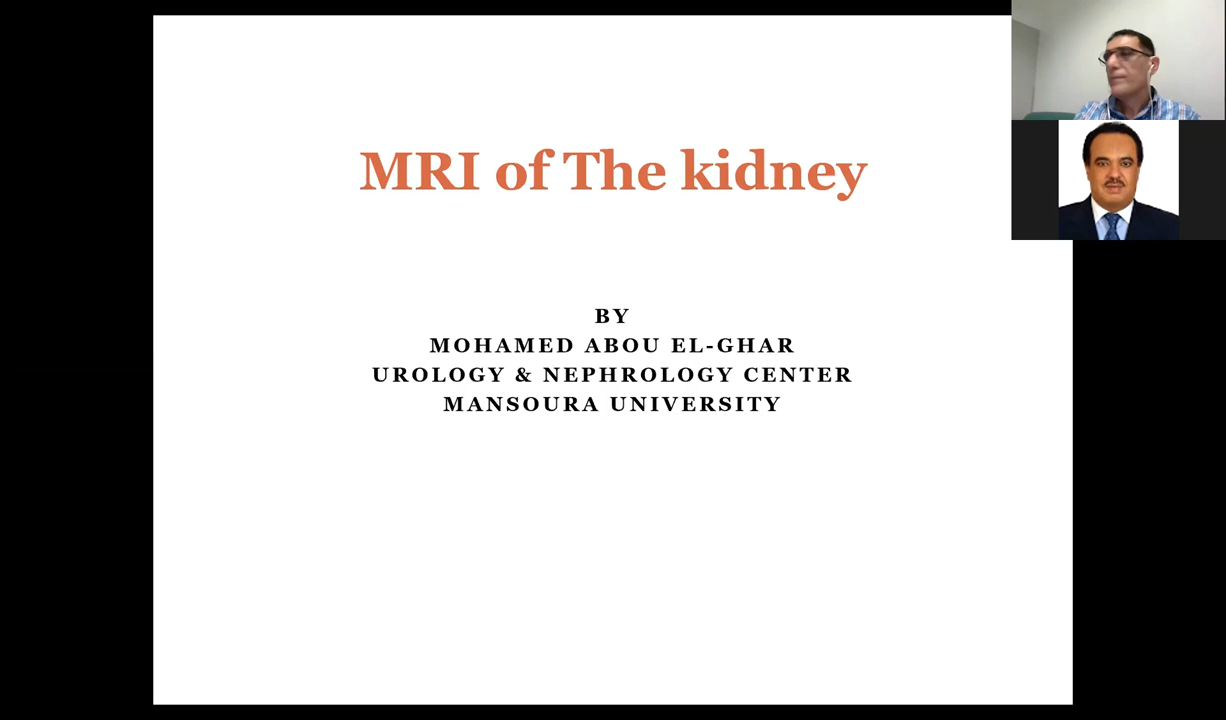 MRI of The kidney
BY
MOHAMED ABOU EL-GHAR
UROLOGY & NEPHROLOGY CENTER
MANSOURA UNIVERSITY